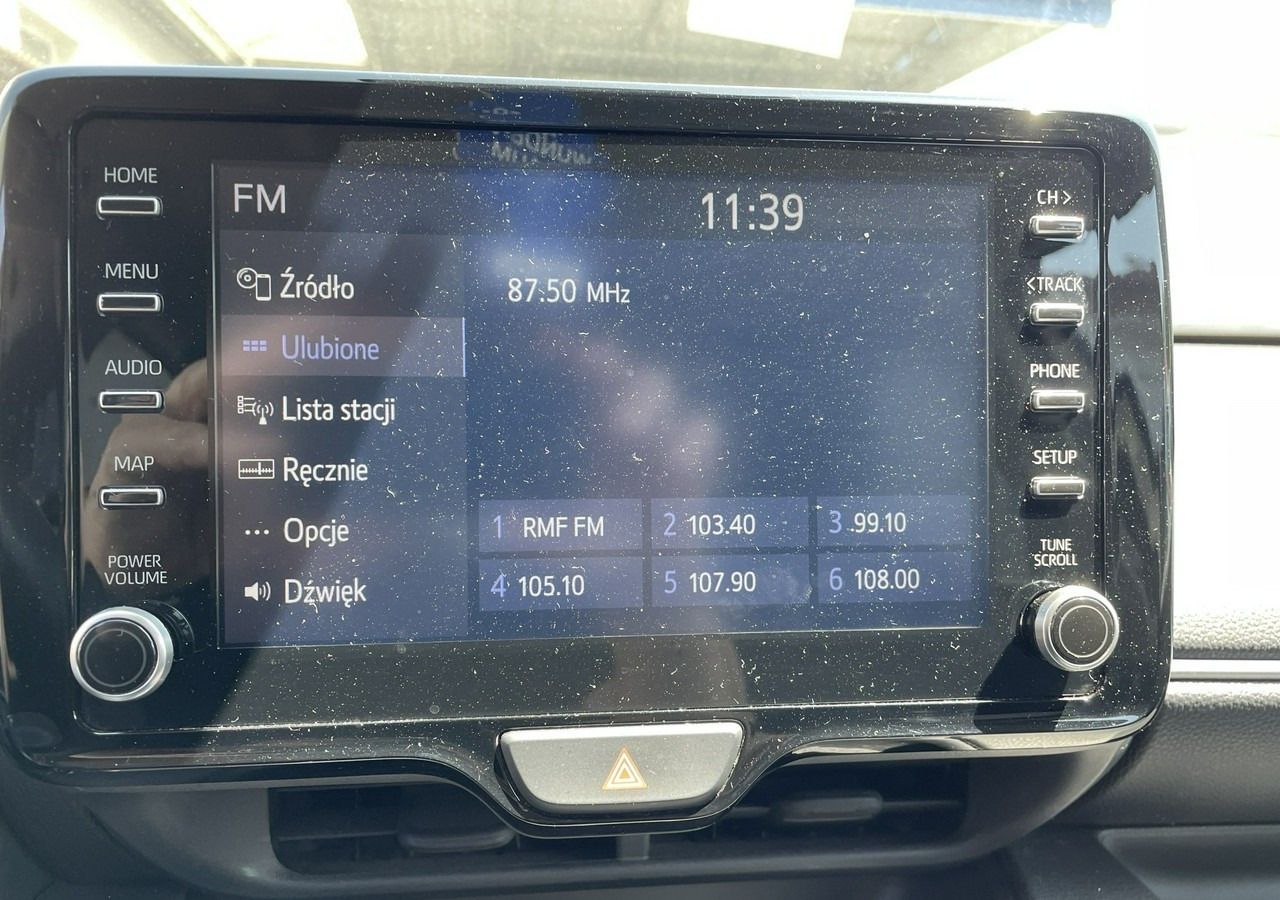 HOME
MENU
AUDIO
MAP
POWER
VOLUME
FM
11:39
Źródło
Ulubione
Lista stacji
Ręcznie
Opcje
Dźwięk
87.50 MHz
1 RMF FM
2 103.40
3 99.10
4 105.10
5 107.90
6 108.00
CH >
< TRACK
PHONE
SETUP
TUNE
SCROLL